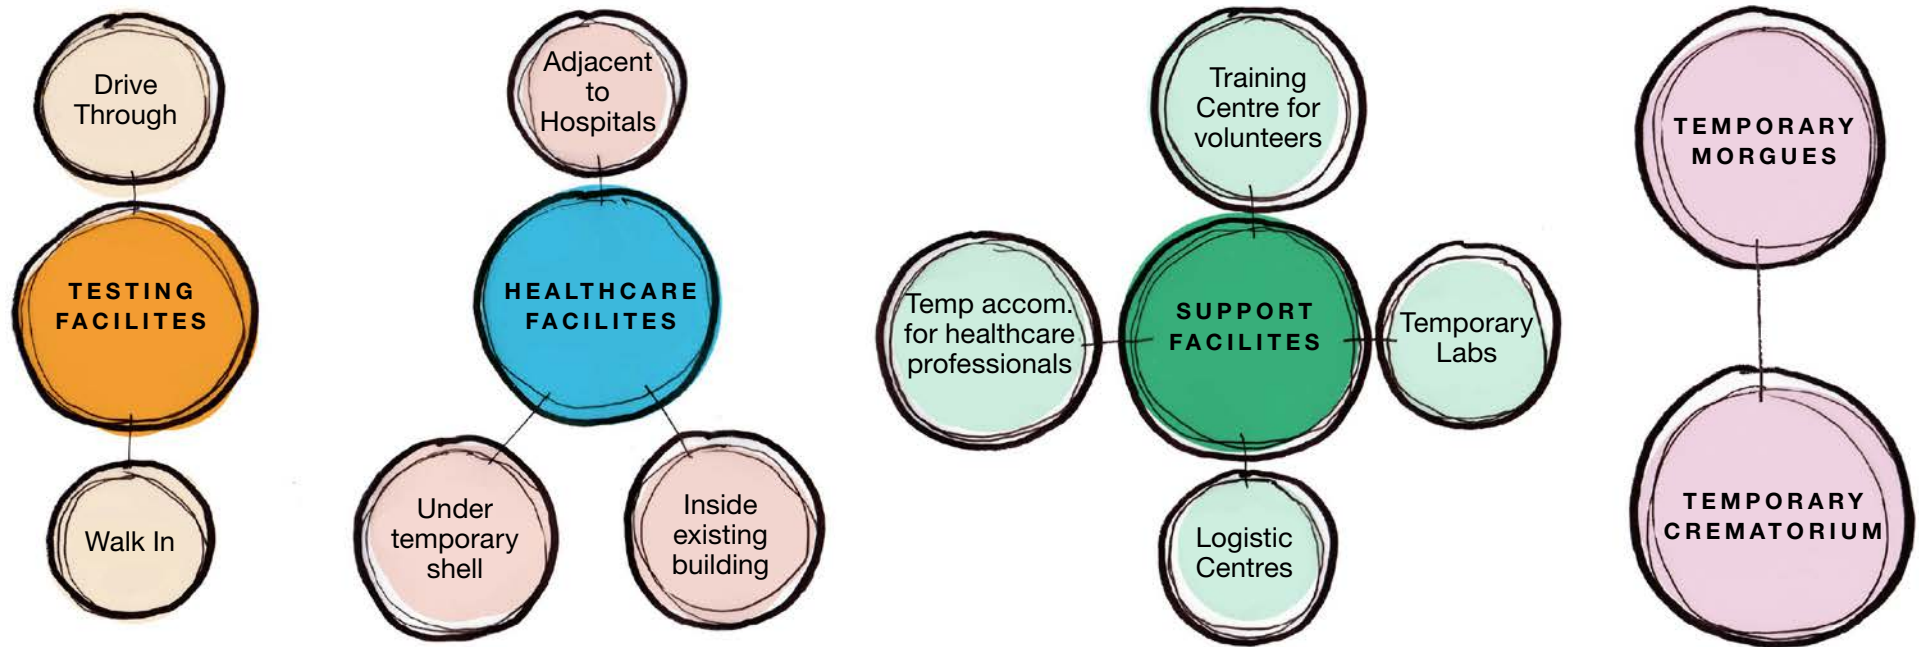 Drive
Through
TESTING
FACILITES
Walk In
Adjacent
to
Hospitals
HEALTHCARE
FACILITES
Under
temporary
shell
Inside
existing
building
Training
Centre for
volunteers
Temp accom.
for healthcare
professionals
SUPPORT
FACILITES
Temporary
Labs
Logistic
Centres
TEMPORARY
MORGUES
TEMPORARY
CREMATORIUM